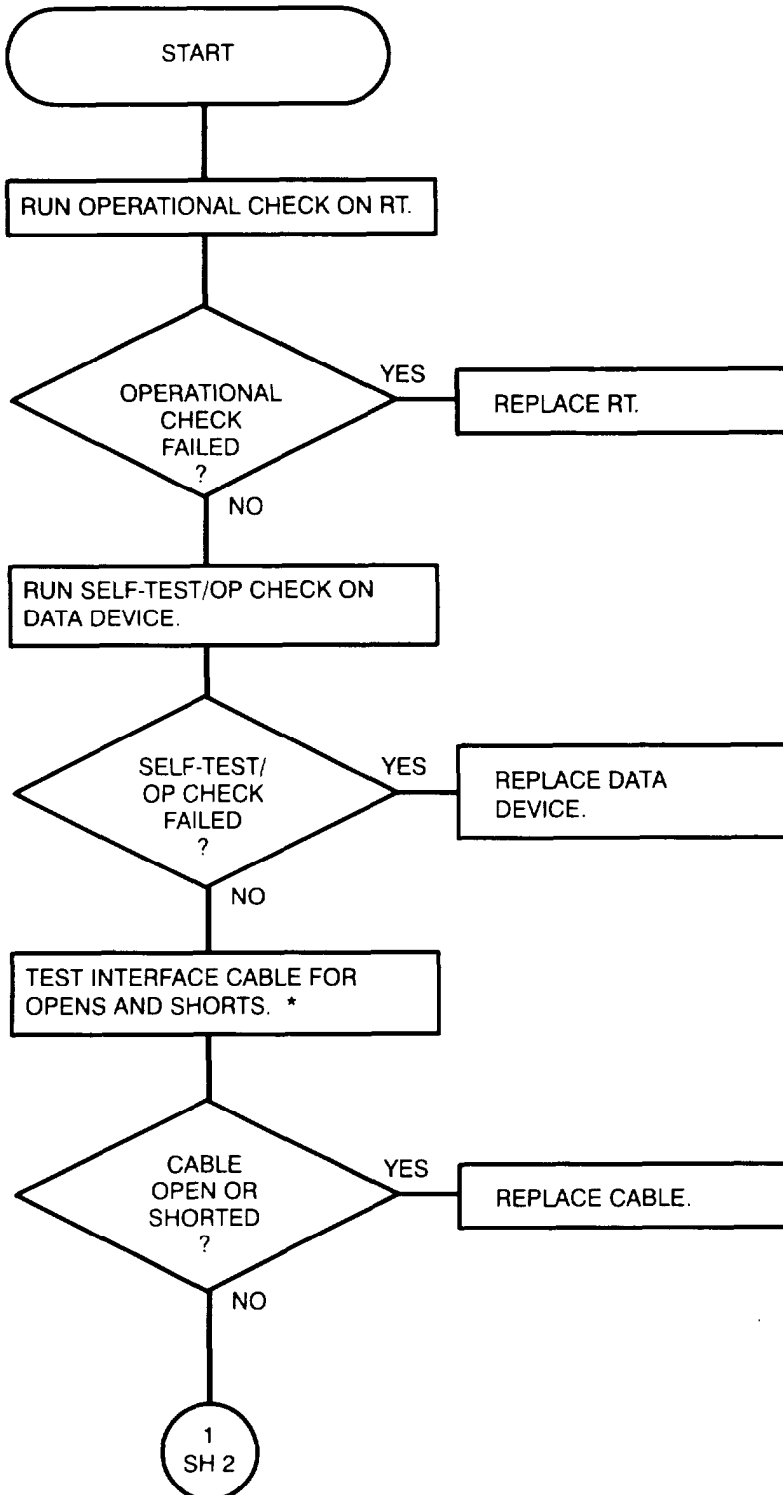 START
RUN OPERATIONAL CHECK ON RT.
OPERATIONAL
CHECK
FAILED
?
YES
REPLACE RT.
NO
RUN SELF-TEST/OP CHECK ON
DATA DEVICE.
SELF-TEST/
OP CHECK
FAILED
?
YES
REPLACE DATA
DEVICE.
NO
TEST INTERFACE CABLE FOR
OPENS AND SHORTS. *
CABLE
OPEN OR
SHORTED
?
YES
REPLACE CABLE.
NO
1
SH 2